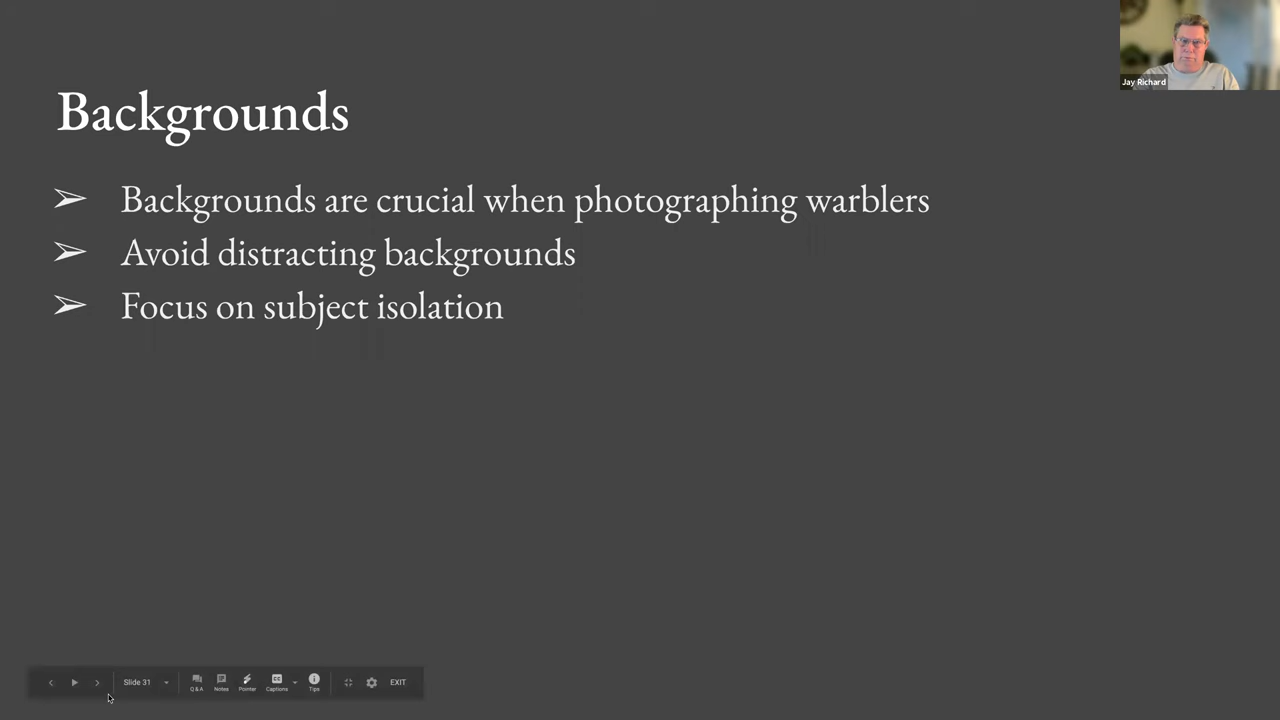 Jay Richard
Backgrounds
➢ Backgrounds are crucial when photographing warblers
➢ Avoid distracting backgrounds
➢ Focus on subject isolation
Slide 31
Q & A
Notes
Pointer
CC
Captions
Tips
EXIT